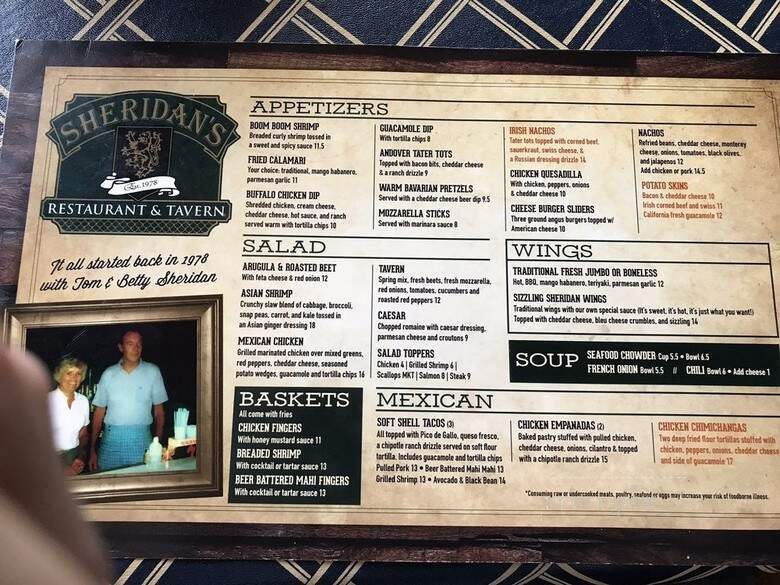 SHERIDAN'S
Est. 1978
RESTAURANT & TAVERN
It all started back in 1978
with Tom & Betty Sheridan
APPETIZERS
BOOM BOOM SHRIMP
Breaded curly shrimp tossed in
a sweet and spicy sauce 11.5
FRIED CALAMARI
Your choice: traditional, mango habanero,
parmesan garlic 11
BUFFALO CHICKEN DIP
Shredded chicken, cream cheese,
cheddar cheese, hot sauce, and ranch
served warm with tortilla chips 10
GUACAMOLE DIP
With tortilla chips 8
ANDOVER TATER TOTS
Topped with bacon bits, cheddar cheese
& a ranch drizzle 9
WARM BAVARIAN PRETZELS
Served with a cheddar cheese beer dip 9.5
MOZZARELLA STICKS
Served with marinara sauce 8
IRISH NACHOS
Tater tots topped with corned beef,
sauerkraut, swiss cheese, &
a Russian dressing drizzle 14
CHICKEN QUESADILLA
With chicken, peppers, onions
& cheddar cheese 10
CHEESE BURGER SLIDERS
Three ground angus burgers topped w/
American cheese 10
NACHOS
Refried beans, cheddar cheese, monterey
cheese, onions, tomatoes, black olives,
and jalapenos 12
Add chicken or pork 14.5
POTATO SKINS
Bacon & cheddar cheese 10
Irish corned beef and swiss 11
California fresh guacamole 12
SALAD
ARUGULA & ROASTED BEET
With feta cheese & red onion 12
ASIAN SHRIMP
Crunchy slaw blend of cabbage, broccoli,
snap peas, carrot, and kale tossed in
an Asian ginger dressing 18
MEXICAN CHICKEN
Grilled marinated chicken over mixed greens,
red peppers, cheddar cheese, seasoned
potato wedges, guacamole and tortilla chips 16
TAVERN
Spring mix, fresh beets, fresh mozzarella,
red onions, tomatoes, cucumbers and
roasted red peppers 12
CAESAR
Chopped romaine with caesar dressing,
parmesan cheese and croutons 9
SALAD TOPPERS
Chicken 4 | Grilled Shrimp 6 |
Scallops MKT | Salmon 8 | Steak 9
WINGS
TRADITIONAL FRESH JUMBO OR BONELESS
Hot, BBQ, mango habanero, teriyaki, parmesan garlic 12
SIZZLING SHERIDAN WINGS
Traditional wings with our own special sauce (It's sweet, it's hot, it's just what you want!)
Topped with cheddar cheese, bleu cheese crumbles, and sizzling 14
SOUP
SEAFOOD CHOWDER Cup 5.5 • Bowl 6.5
FRENCH ONION Bowl 5.5 // CHILI Bowl 6 • Add cheese 1
BASKETS
All come with fries
CHICKEN FINGERS
With honey mustard sauce 11
BREADED SHRIMP
With cocktail or tartar sauce 13
BEER BATTERED MAHI FINGERS
With cocktail or tartar sauce 13
MEXICAN
SOFT SHELL TACOS (3)
All topped with Pico de Gallo, queso fresco,
a chipotle ranch drizzle served on soft flour
tortilla. Includes guacamole and tortilla chips
Pulled Pork 13 • Beer Battered Mahi Mahi 13
Grilled Shrimp 13 • Avocado & Black Bean 14
CHICKEN EMPANADAS (2)
Baked pastry stuffed with pulled chicken,
cheddar cheese, onions, cilantro & topped
with a chipotle ranch drizzle 15
CHICKEN CHIMICHANGAS
Two deep fried flour tortillas stuffed with
chicken, peppers, onions, cheddar cheese
and side of guacamole 17
*Consuming raw or undercooked meats, poultry, seafood or eggs may increase your risk of foodborne illness.